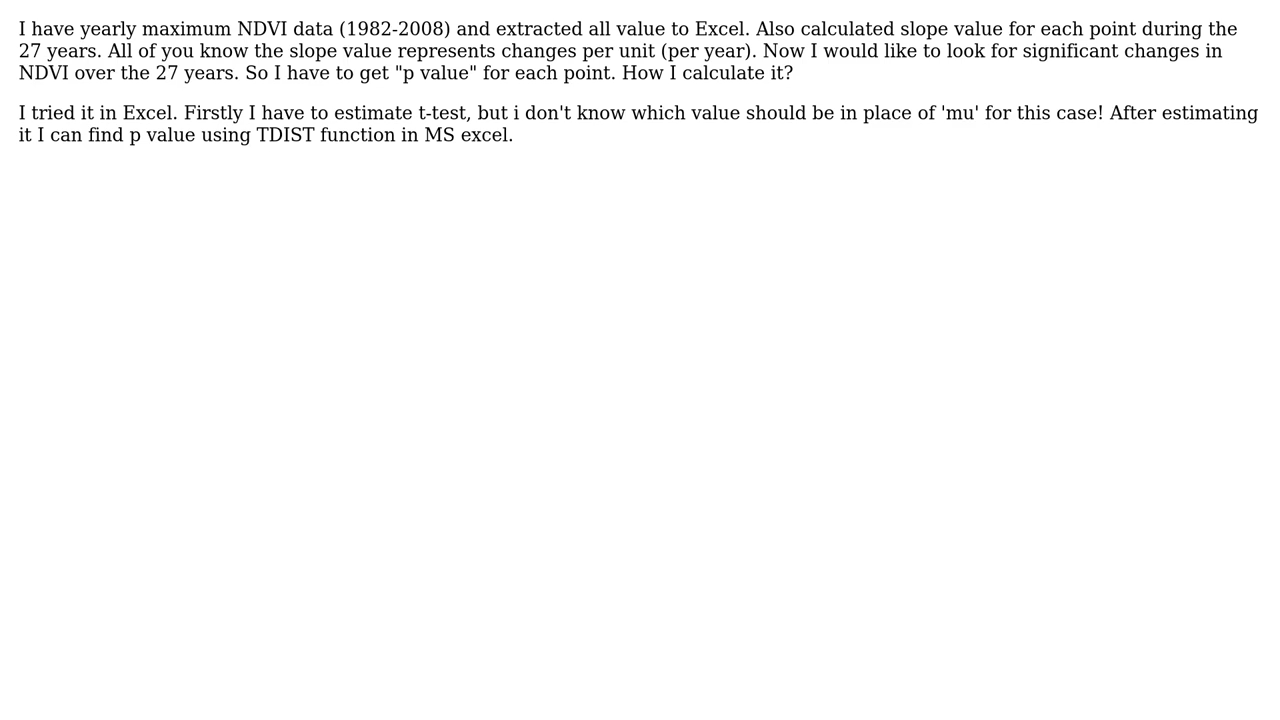 I have yearly maximum NDVI data (1982-2008) and extracted all value to Excel. Also calculated slope value for each point during the
27 years. All of you know the slope value represents changes per unit (per year). Now I would like to look for significant changes in
NDVI over the 27 years. So I have to get "p value" for each point. How I calculate it?
I tried it in Excel. Firstly I have to estimate t-test, but i don't know which value should be in place of 'mu' for this case! After estimating
it I can find p value using TDIST function in MS excel.